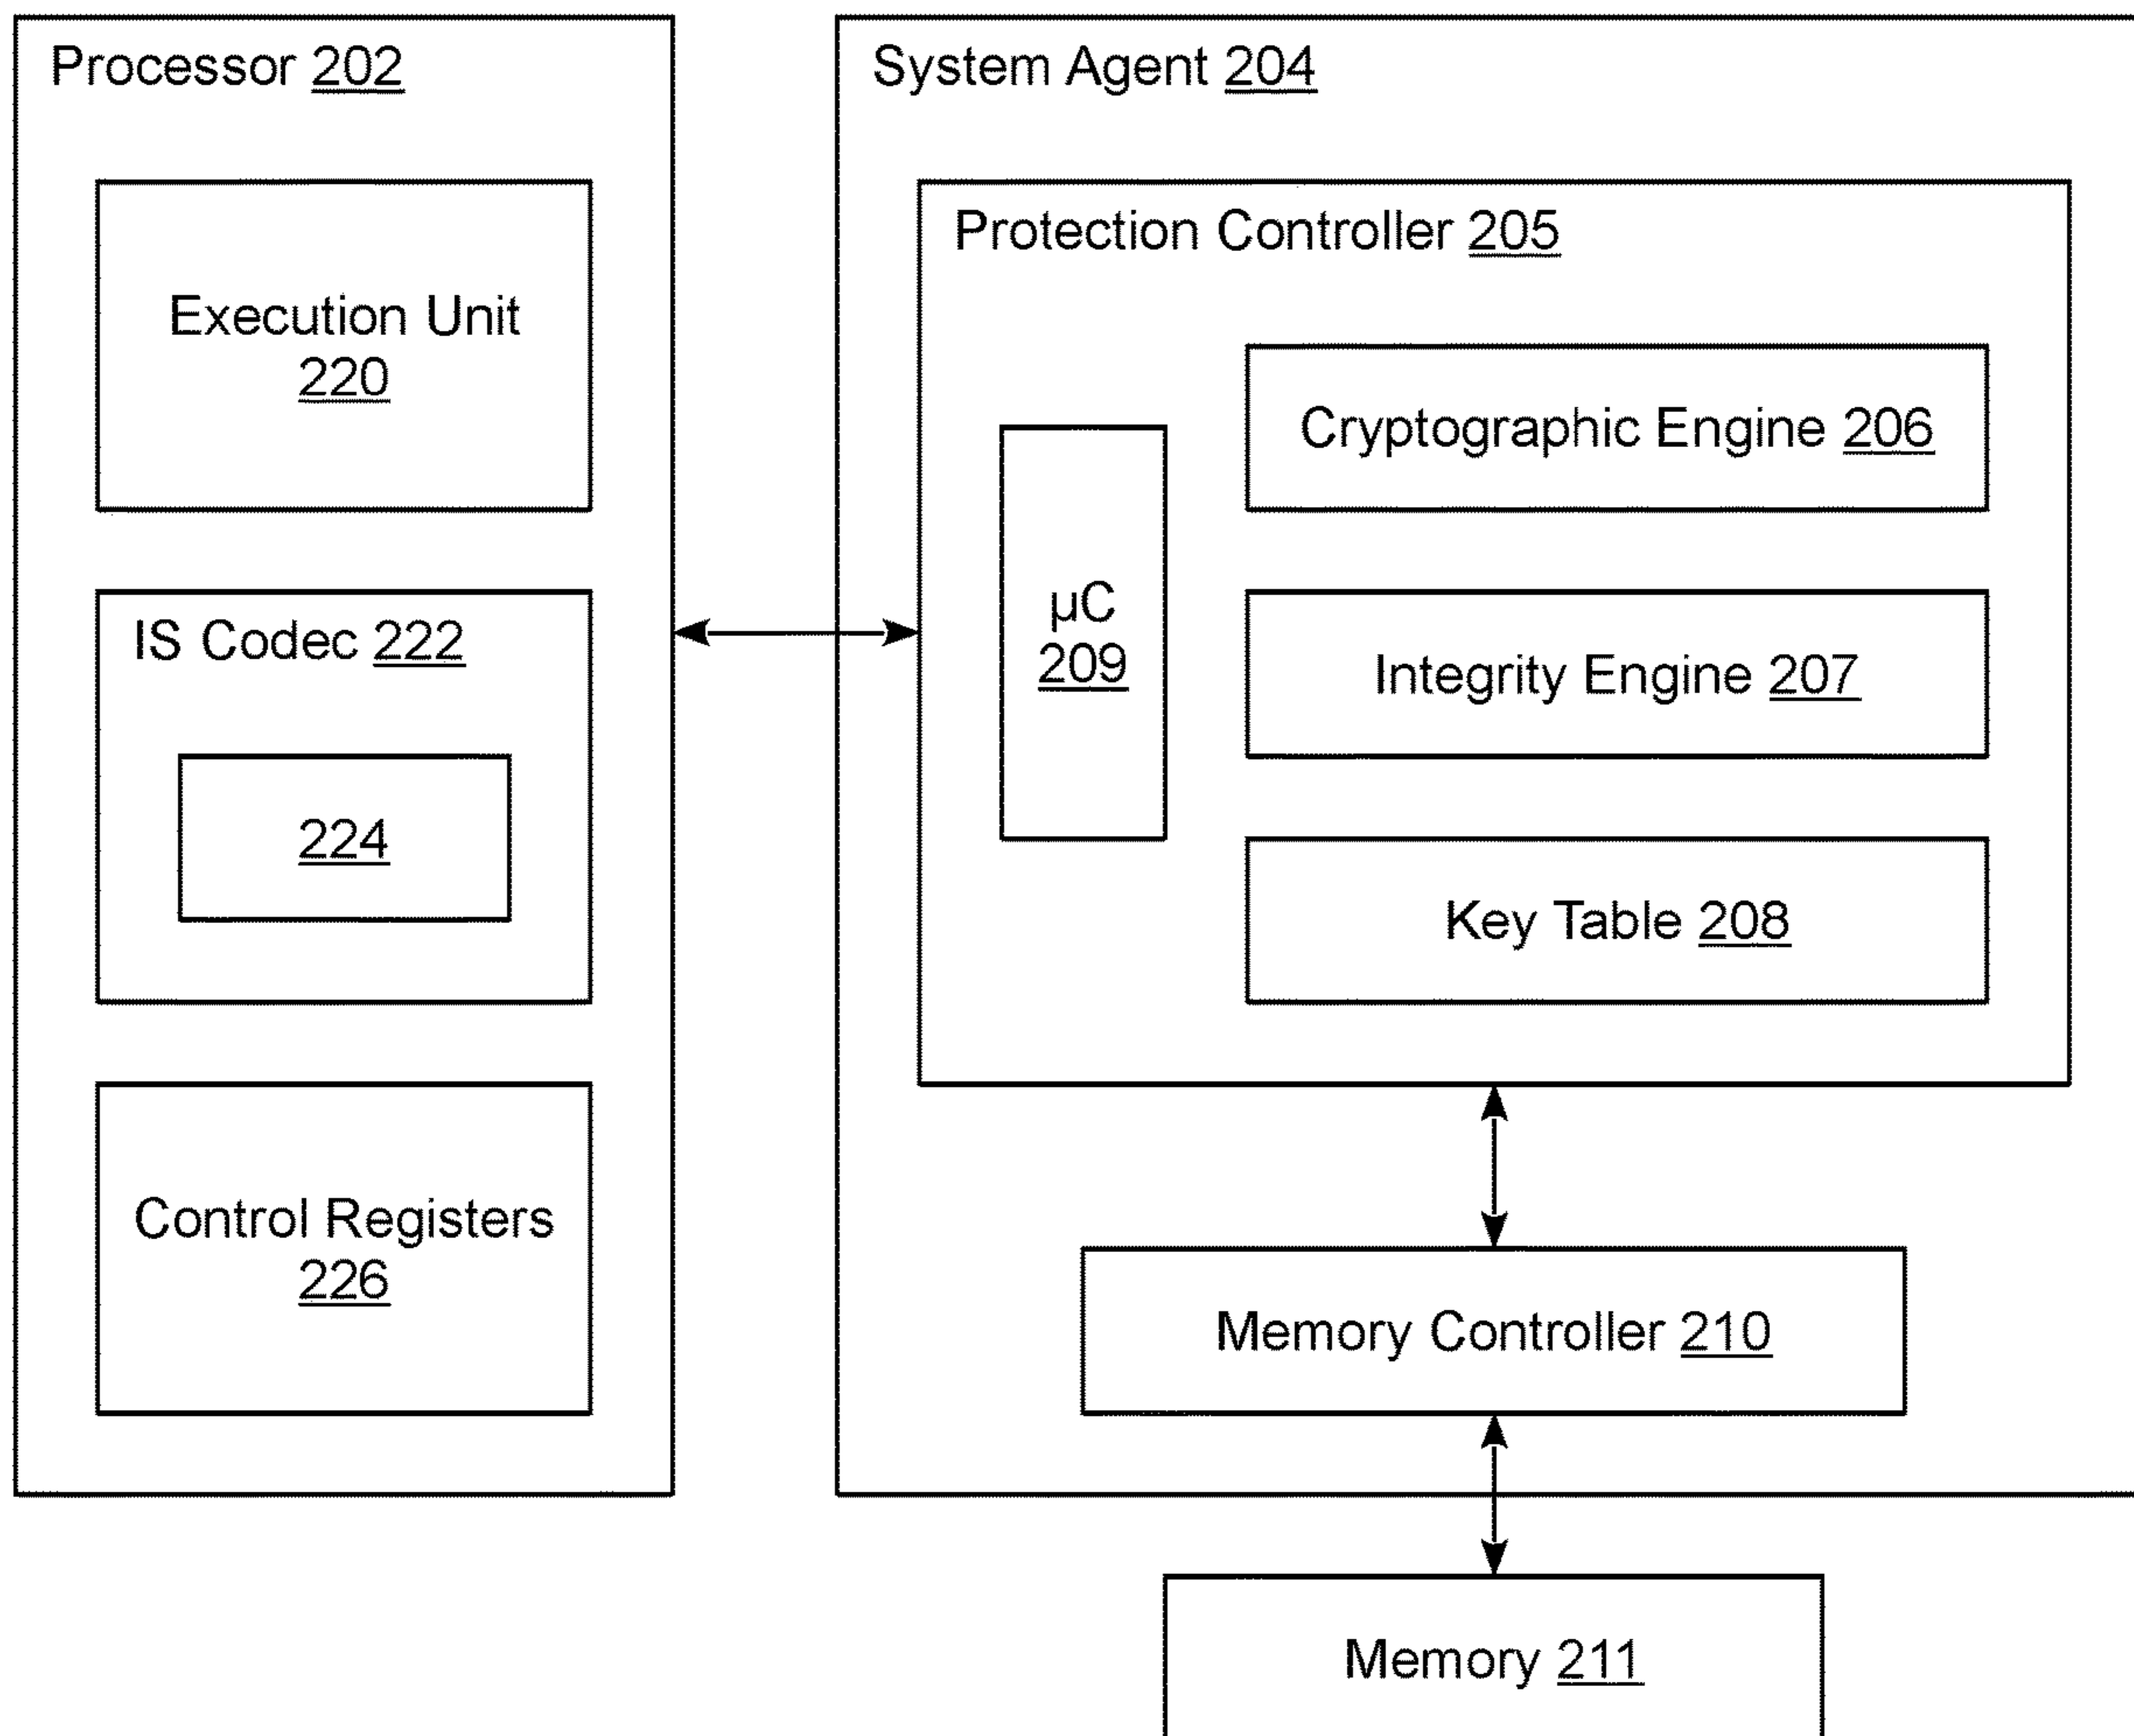 Processor 202
Execution Unit
220
IS Codec 222
224
Control Registers
226
System Agent 204
Protection Controller 205
µC
209
Cryptographic Engine 206
Integrity Engine 207
Key Table 208
Memory Controller 210
Memory 211